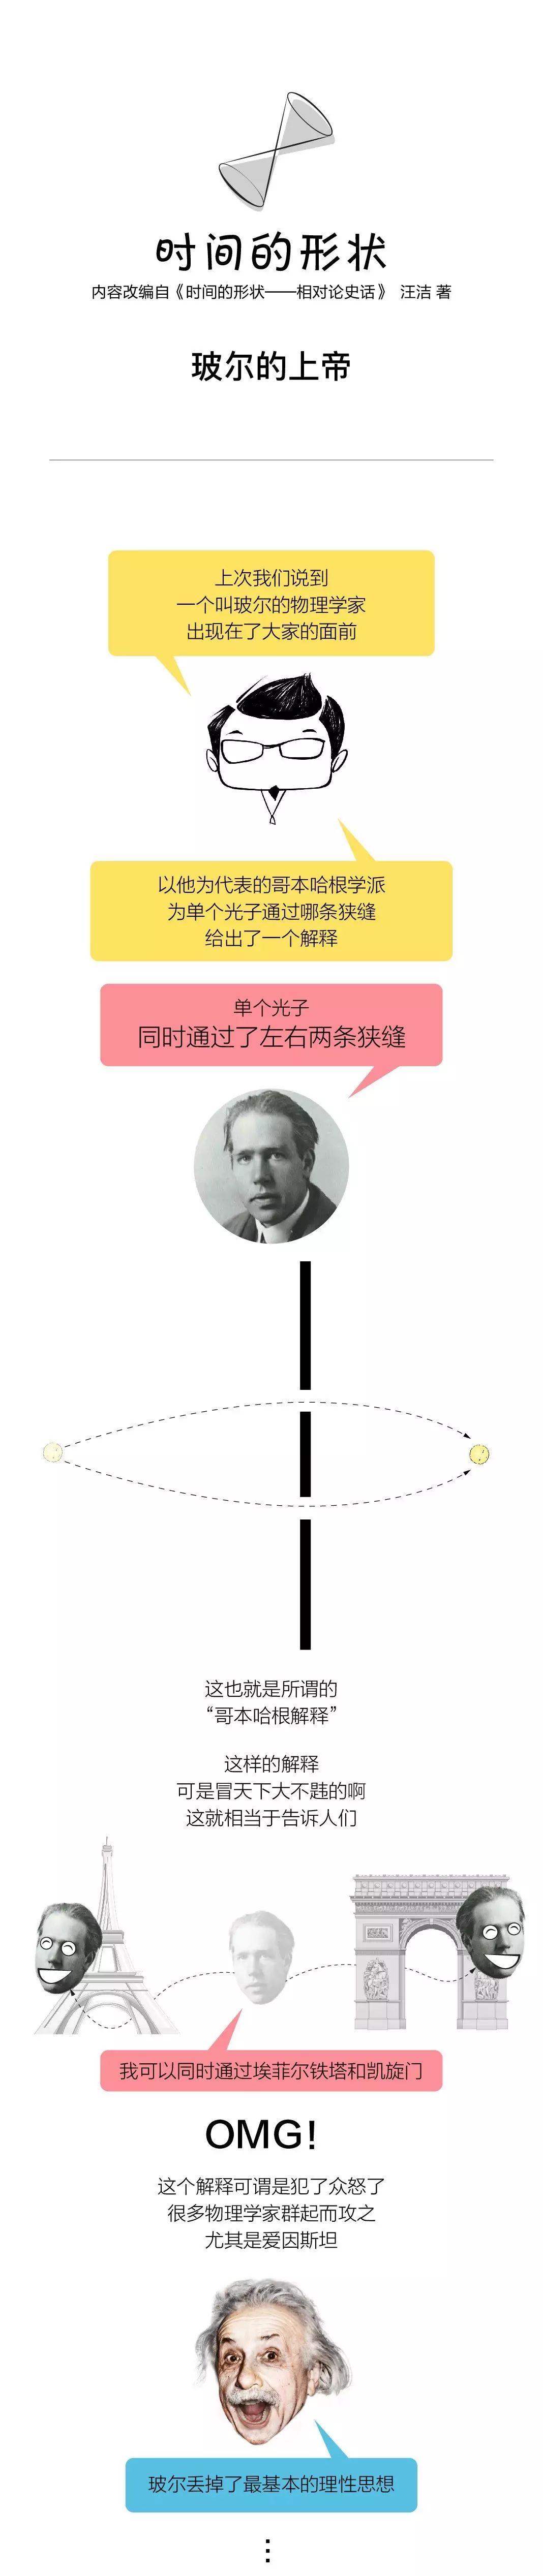 时间的形状
内容改编自《时间的形状——相对论史话》 汪洁 著
玻尔的上帝
上次我们说到
一个叫玻尔的物理学家
出现在了大家的面前
以他为代表的哥本哈根学派
为单个光子通过哪条狭缝
给出了一个解释
单个光子
同时通过了左右两条狭缝
这也就是所谓的
“哥本哈根解释”
这样的解释
可是冒天下大不韪的啊
这就相当于告诉人们
我可以同时通过埃菲尔铁塔和凯旋门
OMG!
这个解释可谓是犯了众怒了
很多物理学家群起而攻之
尤其是爱因斯坦
玻尔丢掉了最基本的理性思想
⋮